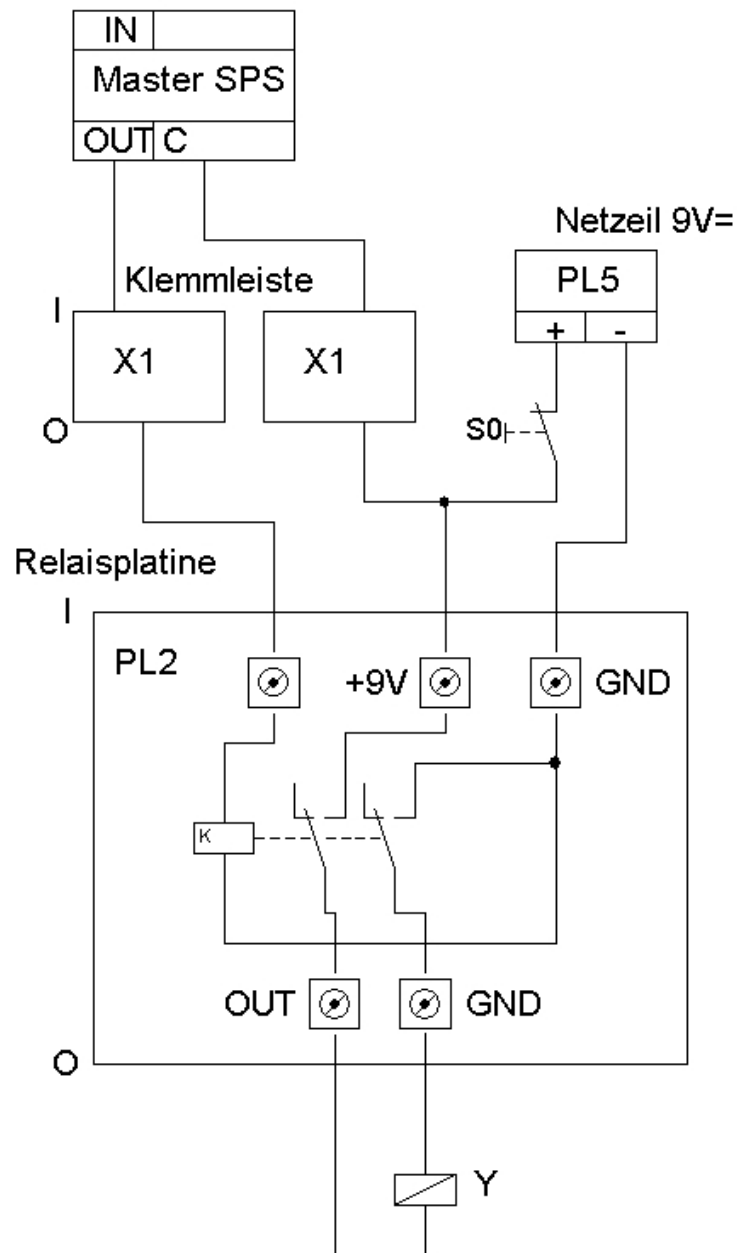 IN
Master SPS
OUT C
Netzeil 9V=
PL5
+ -
Klemmleiste
I
X1 X1
O
S0
Relaisplatine
I
PL2
+9V
GND
K
OUT
GND
O
Y